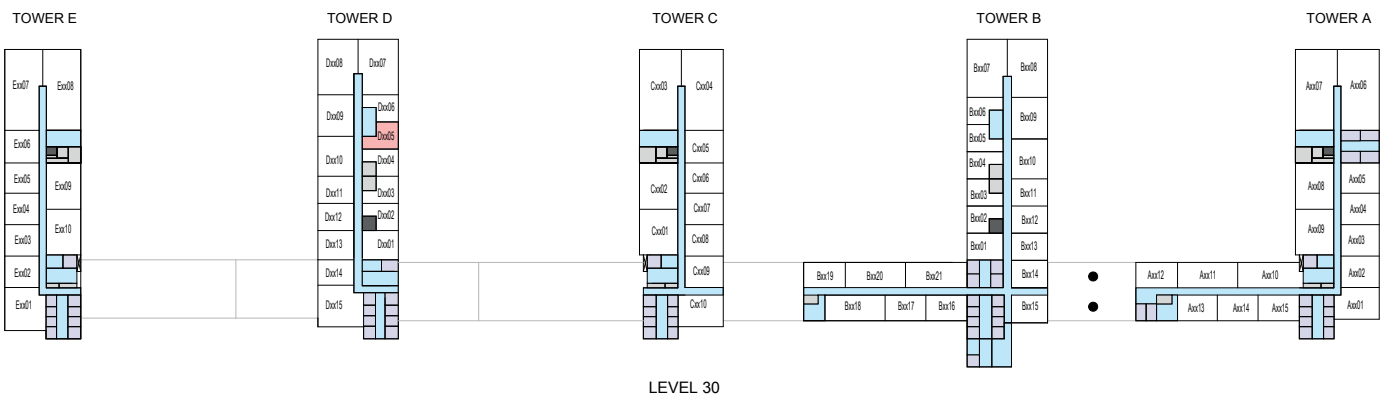 TOWER E
TOWER D
TOWER C
TOWER B
TOWER A
Exx07
Exx08
Exx06
Exx05
Exx09
Exx04
Exx03
Exx10
Exx02
Exx01
Dxx08
Dxx07
Dxx09
Dxx06
Dxx05
Dxx10
Dxx04
Dxx11
Dxx03
Dxx12
Dxx02
Dxx13
Dxx01
Dxx14
Dxx15
Cxx03
Cxx04
Cxx05
Cxx02
Cxx06
Cxx07
Cxx01
Cxx08
Cxx09
Cxx10
Bxx07
Bxx08
Bxx06
Bxx09
Bxx05
Bxx04
Bxx10
Bxx03
Bxx11
Bxx02
Bxx12
Bxx01
Bxx13
Bxx19
Bxx20
Bxx21
Bxx14
Bxx18
Bxx17
Bxx16
Bxx15
Axx07
Axx06
Axx08
Axx05
Axx04
Axx09
Axx03
Axx12
Axx11
Axx10
Axx02
Axx13
Axx14
Axx15
Axx01
LEVEL 30